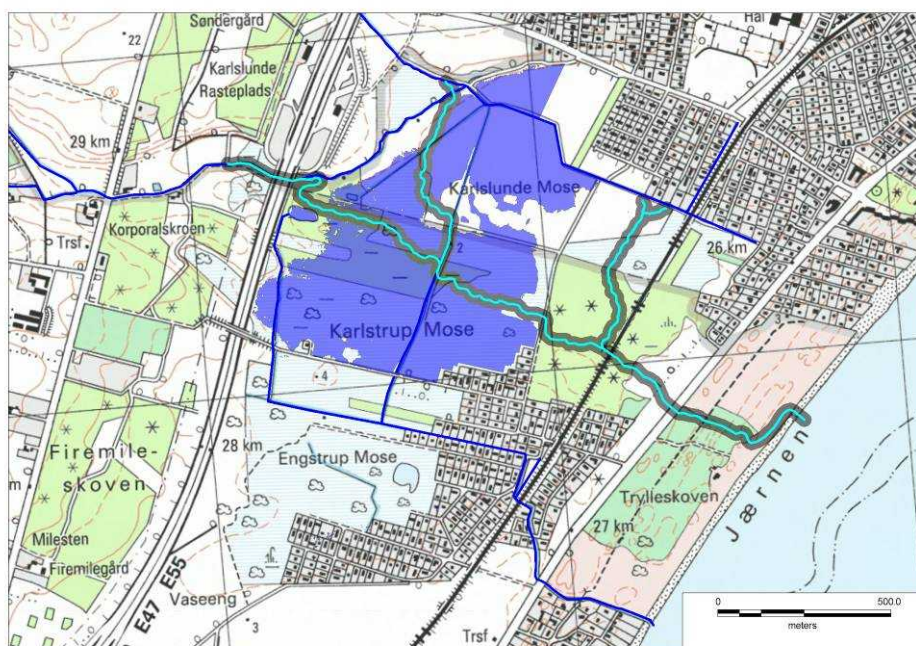 Søndergård
Hal
22
Karlslunde
Rasteplads
29 km
Karlslunde Mose
Korporalskroen
26 km
Trsf
2
Karlstrup Mose
4
Firemile-
skoven
28 km
Engstrup Mose
Trylleskoven
Jærnen
27 km
Milesten
Firemilegård
Vaseeng
E47 E55
3
Trsf
0
500.0
meters